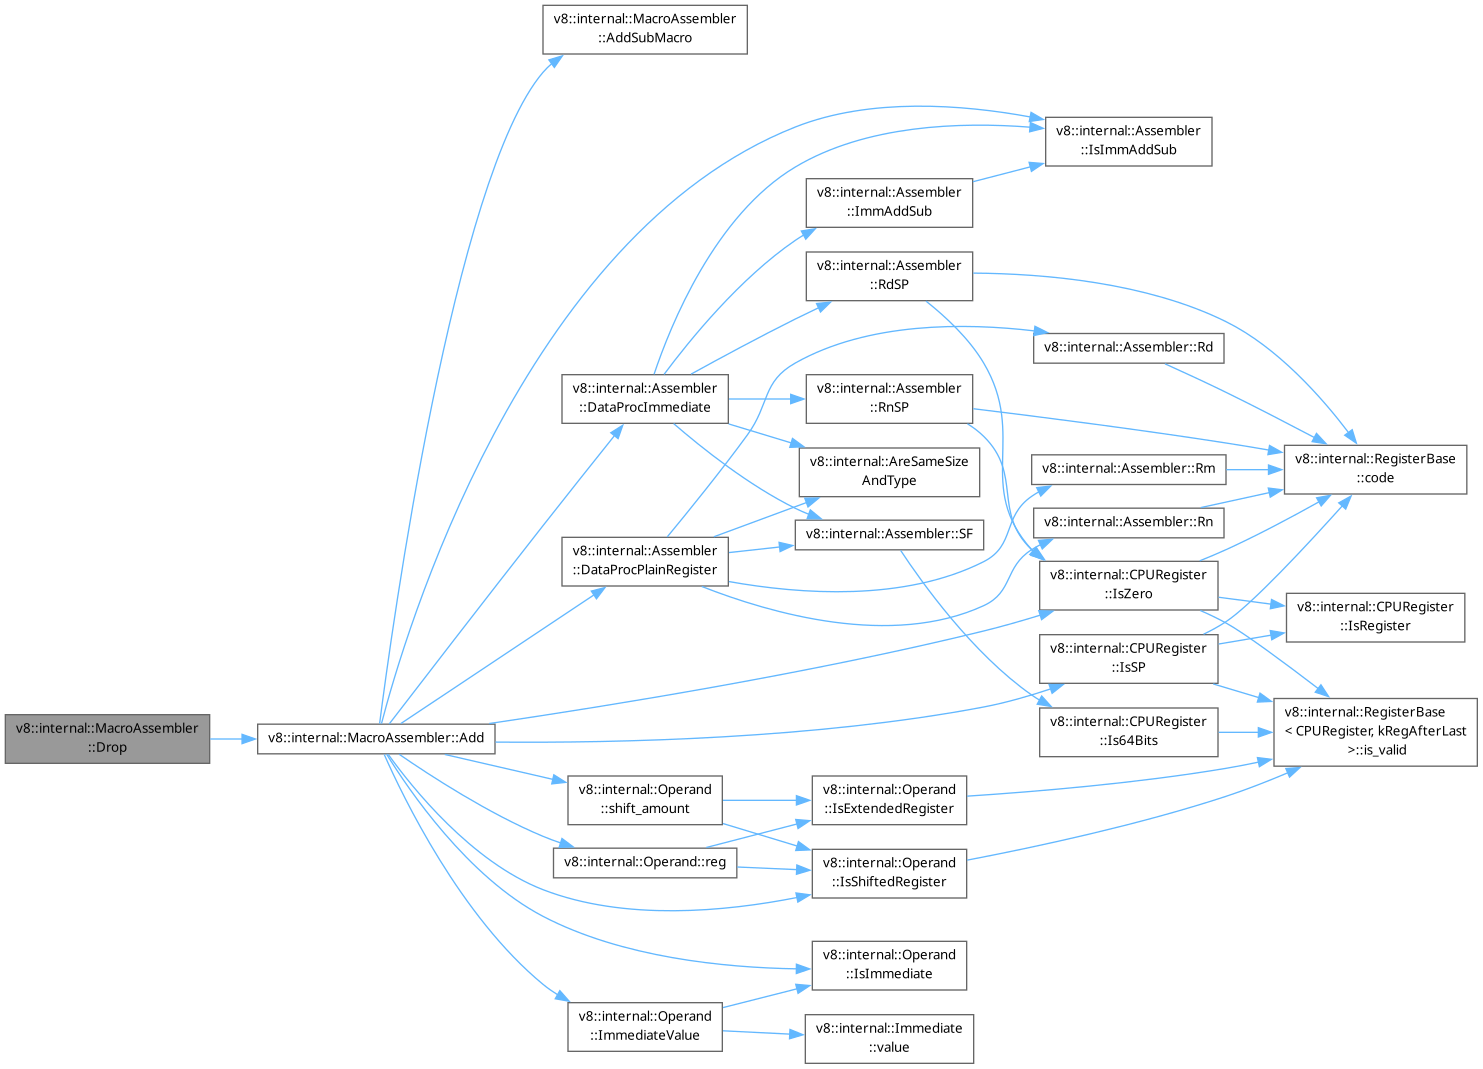 v8::internal::MacroAssembler
::AddSubMacro
v8::internal::Assembler
::IsImmAddSub
v8::internal::Assembler
::ImmAddSub
v8::internal::Assembler
::RdSP
v8::internal::Assembler::Rd
v8::internal::Assembler
::DataProcImmediate
v8::internal::Assembler
::RnSP
v8::internal::AreSameSize
AndType
v8::internal::Assembler::Rm
v8::internal::RegisterBase
::code
v8::internal::Assembler::SF
v8::internal::Assembler::Rn
v8::internal::Assembler
::DataProcPlainRegister
v8::internal::CPURegister
::IsZero
v8::internal::CPURegister
::IsRegister
v8::internal::CPURegister
::IsSP
v8::internal::MacroAssembler
::Drop
v8::internal::MacroAssembler::Add
v8::internal::CPURegister
::Is64Bits
v8::internal::RegisterBase
< CPURegister, kRegAfterLast
>::is_valid
v8::internal::Operand
::shift_amount
v8::internal::Operand
::IsExtendedRegister
v8::internal::Operand::reg
v8::internal::Operand
::IsShiftedRegister
v8::internal::Operand
::IsImmediate
v8::internal::Operand
::ImmediateValue
v8::internal::Immediate
::value